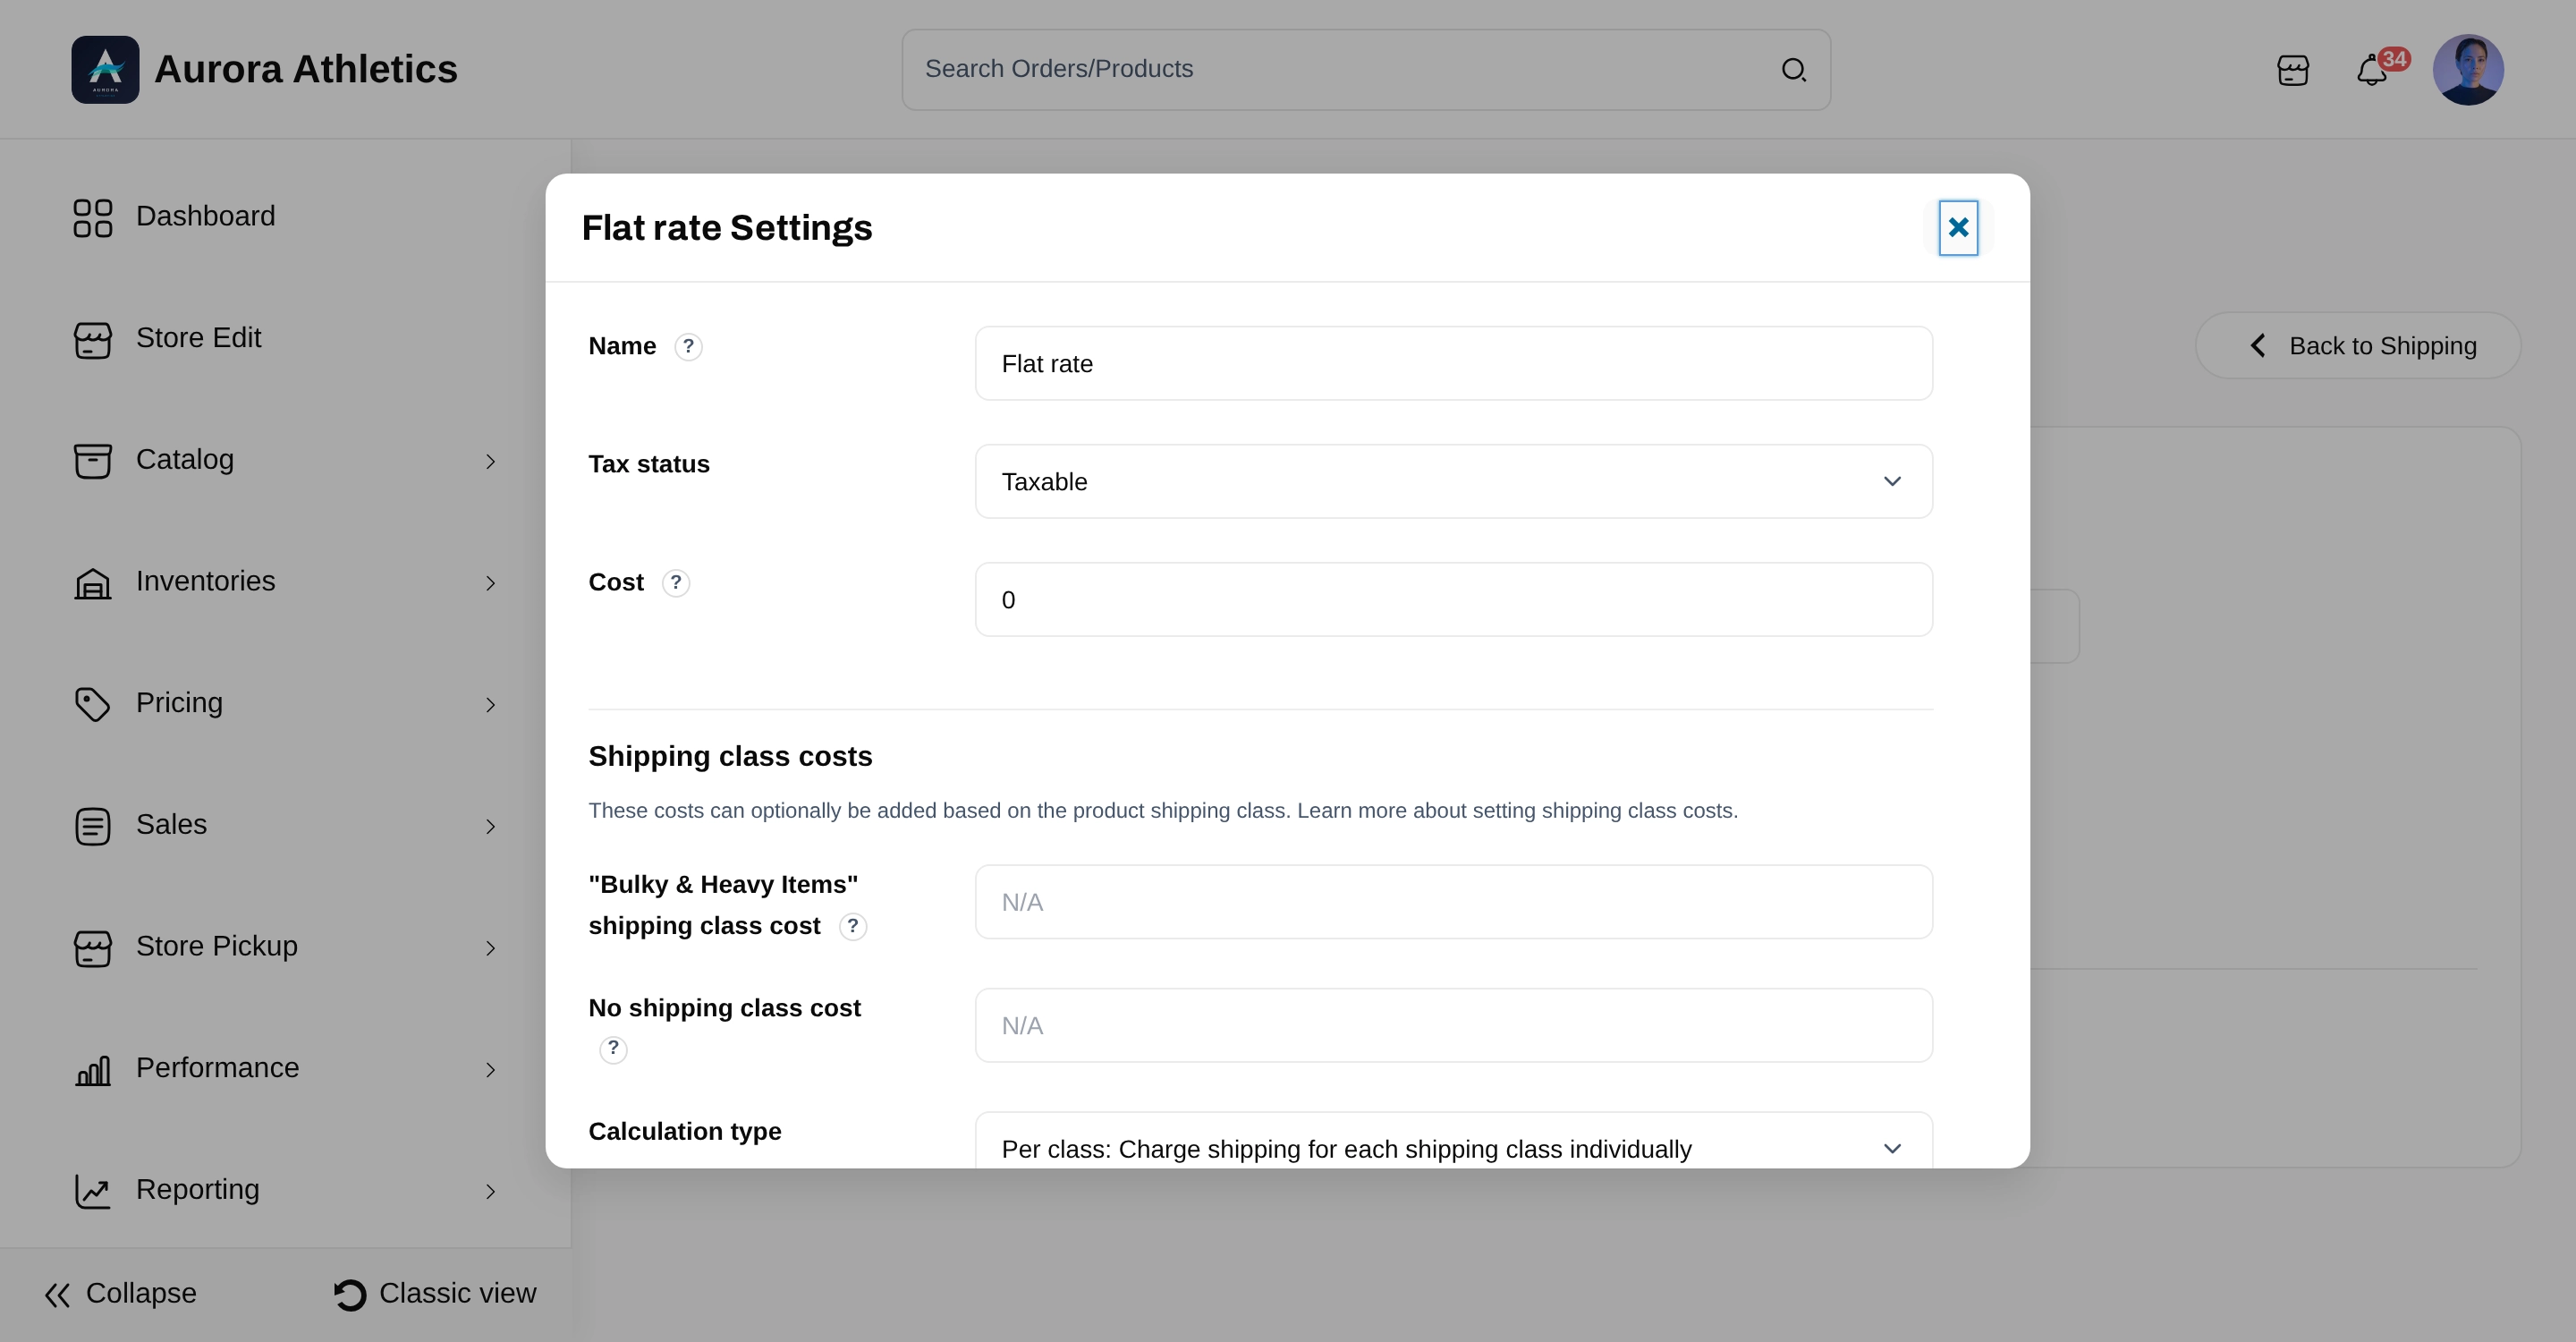 AURORA
Aurora Athletics
Search Orders/Products
34
Dashboard
Store Edit
Catalog
Inventories
Pricing
Sales
Store Pickup
Performance
Reporting
Collapse
Classic view
Back to Shipping
Flat rate Settings
Name ?
Flat rate
Tax status
Taxable
Cost ?
0
Shipping class costs
These costs can optionally be added based on the product shipping class. Learn more about setting shipping class costs.
"Bulky & Heavy Items"
shipping class cost ?
N/A
No shipping class cost
?
N/A
Calculation type
Per class: Charge shipping for each shipping class individually